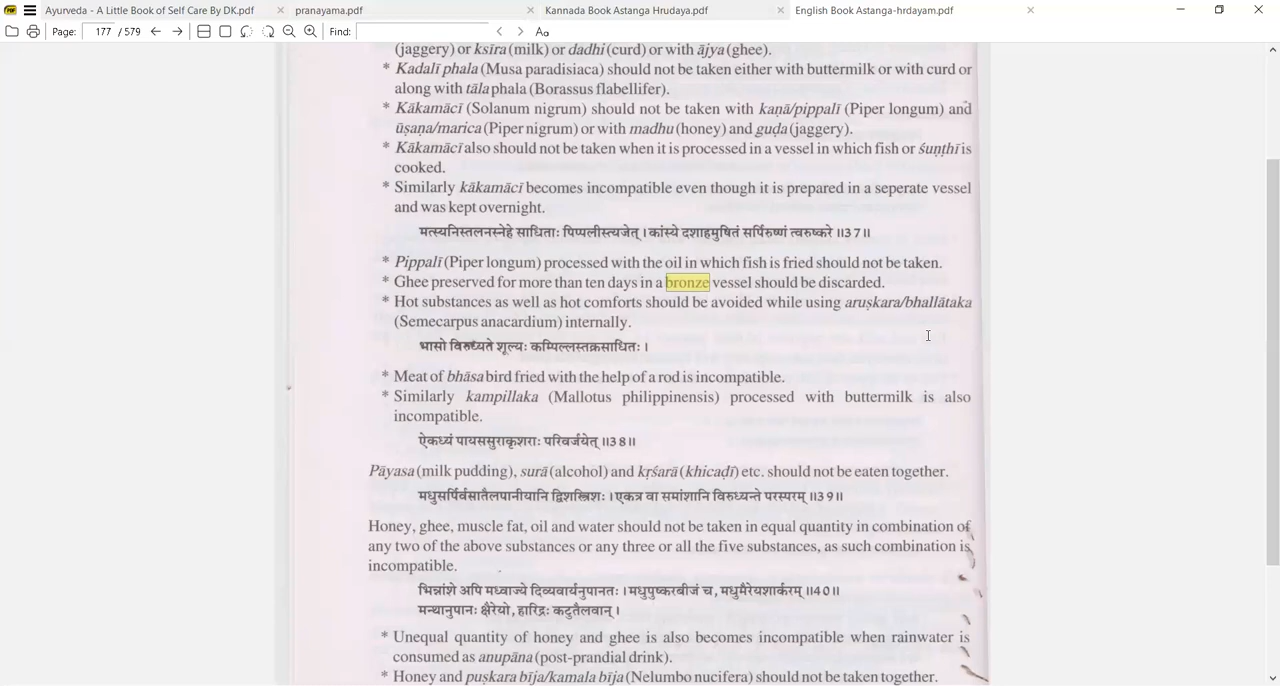 Ayurveda - A Little Book of Self Care By DK.pdf
pranayama.pdf
Kannada Book Astanga Hrudaya.pdf
English Book Astanga-hrdayam.pdf
Page: 177 / 579 Find: Aa
(jaggery) or kṣīra (milk) or dadhi (curd) or with ājya (ghee).
* Kadalī phala (Musa paradisiaca) should not be taken either with buttermilk or with curd or
along with tāla phala (Borassus flabellifer).
* Kākamācī (Solanum nigrum) should not be taken with kaṇā/pippalī (Piper longum) and
ūṣaṇa/marica (Piper nigrum) or with madhu (honey) and guḍa (jaggery).
* Kākamācī also should not be taken when it is processed in a vessel in which fish or śuṇṭhī is
cooked.
* Similarly kākamācī becomes incompatible even though it is prepared in a seperate vessel
and was kept overnight.
मत्स्यनिस्तलनस्नेहे साधिताः पिप्पलीस्त्यजेत् । कांस्ये दशाहमुषितं सर्पिरुष्णं त्वरुष्करे ॥37॥
* Pippalī (Piper longum) processed with the oil in which fish is fried should not be taken.
* Ghee preserved for more than ten days in a bronze vessel should be discarded.
* Hot substances as well as hot comforts should be avoided while using aruṣkara/bhallātaka
(Semecarpus anacardium) internally.
भासो विरुध्यते शूल्यः कम्पिल्लस्तक्रसाधितः ।
* Meat of bhāsa bird fried with the help of a rod is incompatible.
* Similarly kampillaka (Mallotus philippinensis) processed with buttermilk is also
incompatible.
ऐकध्यं पायससुराकृशराः परिवर्जयेत् ॥38॥
Pāyasa (milk pudding), surā (alcohol) and kṛśarā (khicaḍī) etc. should not be eaten together.
मधुसर्पिर्वसातैलपानीयानि द्विशस्त्रिशः । एकत्र वा समांशानि विरुध्यन्ते परस्परम् ॥39॥
Honey, ghee, muscle fat, oil and water should not be taken in equal quantity in combination of
any two of the above substances or any three or all the five substances, as such combination is
incompatible.
भिन्नांशे अपि मध्वाज्ये दिव्यवार्यनुपानतः । मधुपुष्करबीजं च, मधुमैरेयशार्करम् ॥40॥
मन्थानुपानः क्षैरेयो, हारिद्रः कटुतैलवान् ।
* Unequal quantity of honey and ghee is also becomes incompatible when rainwater is
consumed as anupāna (post-prandial drink).
* Honey and puṣkara bīja/kamala bīja (Nelumbo nucifera) should not be taken together.